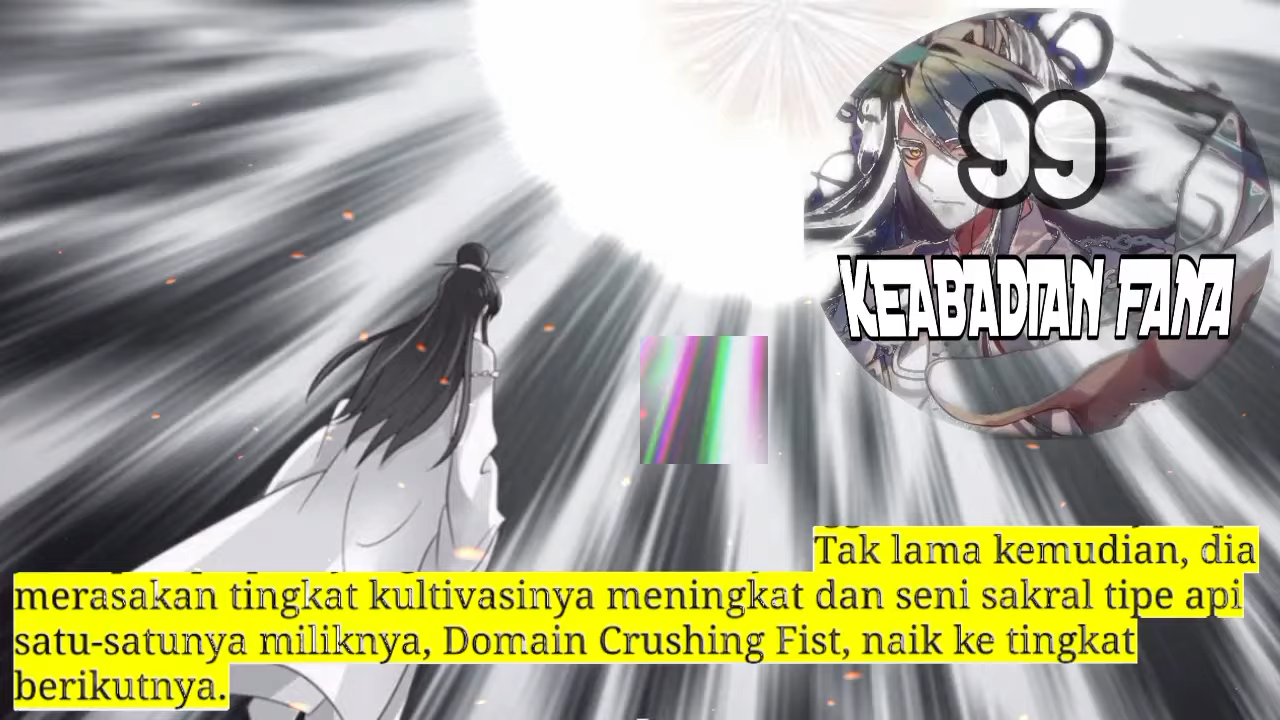 99
KEABADIAN FANA
Tak lama kemudian, dia
merasakan tingkat kultivasinya meningkat dan seni sakral tipe api
satu-satunya miliknya, Domain Crushing Fist, naik ke tingkat
berikutnya.